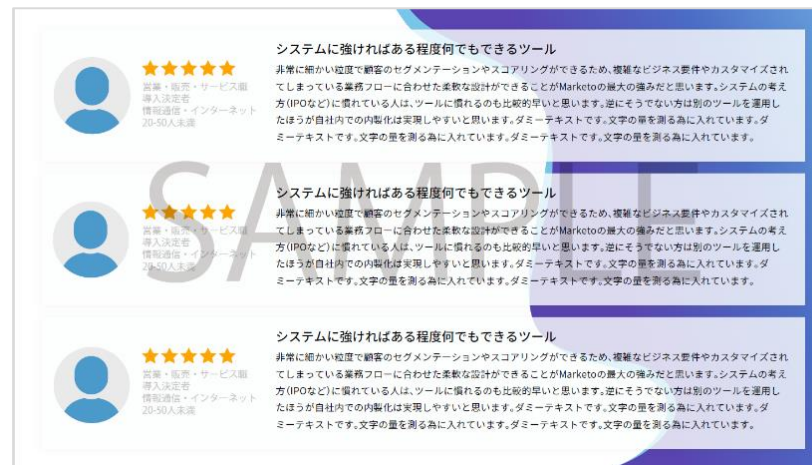 システムに強ければある程度何でもできるツール
非常に細かい粒度で顧客のセグメンテーションやスコアリングができるため、複雑なビジネス要件やカスタマイズされ
てしまっている業務フローに合わせた柔軟な設計ができることがMarketoの最大の強みだと思います。システムの考え
方(IPOなど)に慣れている人は、ツールに慣れるのも比較的早いと思います。逆にそうでない方は別のツールを運用し
たほうが自社内での内製化は実現しやすいと思います。ダミーテキストです。文字の量を測る為に入れています。ダ
ミーテキストです。文字の量を測る為に入れています。ダミーテキストです。文字の量を測る為に入れています。
営業・販売・サービス職
導入決定者
情報通信・インターネット
20-50人未満
SAMPLE
システムに強ければある程度何でもできるツール
非常に細かい粒度で顧客のセグメンテーションやスコアリングができるため、複雑なビジネス要件やカスタマイズされ
てしまっている業務フローに合わせた柔軟な設計ができることがMarketoの最大の強みだと思います。システムの考え
方(IPOなど)に慣れている人は、ツールに慣れるのも比較的早いと思います。逆にそうでない方は別のツールを運用し
たほうが自社内での内製化は実現しやすいと思います。ダミーテキストです。文字の量を測る為に入れています。ダ
ミーテキストです。文字の量を測る為に入れています。ダミーテキストです。文字の量を測る為に入れています。
営業・販売・サービス職
導入決定者
情報通信・インターネット
20-50人未満
システムに強ければある程度何でもできるツール
非常に細かい粒度で顧客のセグメンテーションやスコアリングができるため、複雑なビジネス要件やカスタマイズされ
てしまっている業務フローに合わせた柔軟な設計ができることがMarketoの最大の強みだと思います。システムの考え
方(IPOなど)に慣れている人は、ツールに慣れるのも比較的早いと思います。逆にそうでない方は別のツールを運用し
たほうが自社内での内製化は実現しやすいと思います。ダミーテキストです。文字の量を測る為に入れています。ダ
ミーテキストです。文字の量を測る為に入れています。ダミーテキストです。文字の量を測る為に入れています。
営業・販売・サービス職
導入決定者
情報通信・インターネット
20-50人未満